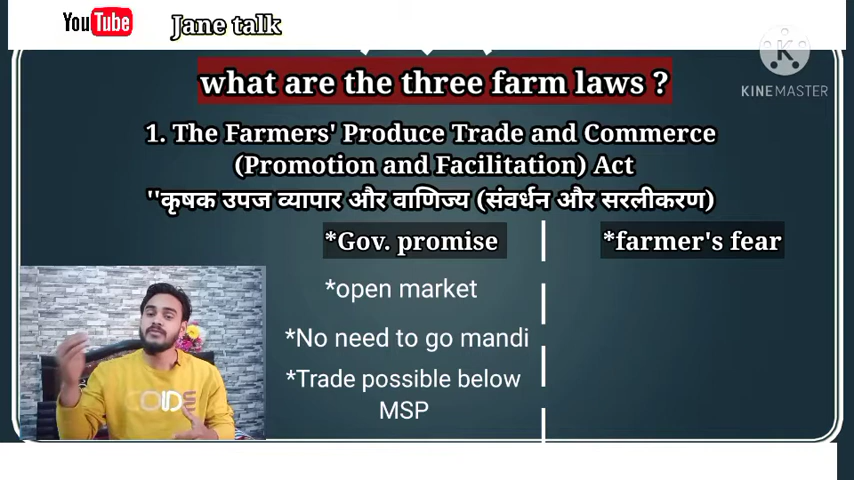 YouTube
Jane talk
K
KINEMASTER
what are the three farm laws ?
1. The Farmers' Produce Trade and Commerce
(Promotion and Facilitation) Act
''कृषक उपज व्यापार और वाणिज्य (संवर्धन और सरलीकरण)
*Gov. promise
*farmer's fear
*open market
*No need to go mandi
*Trade possible below
MSP